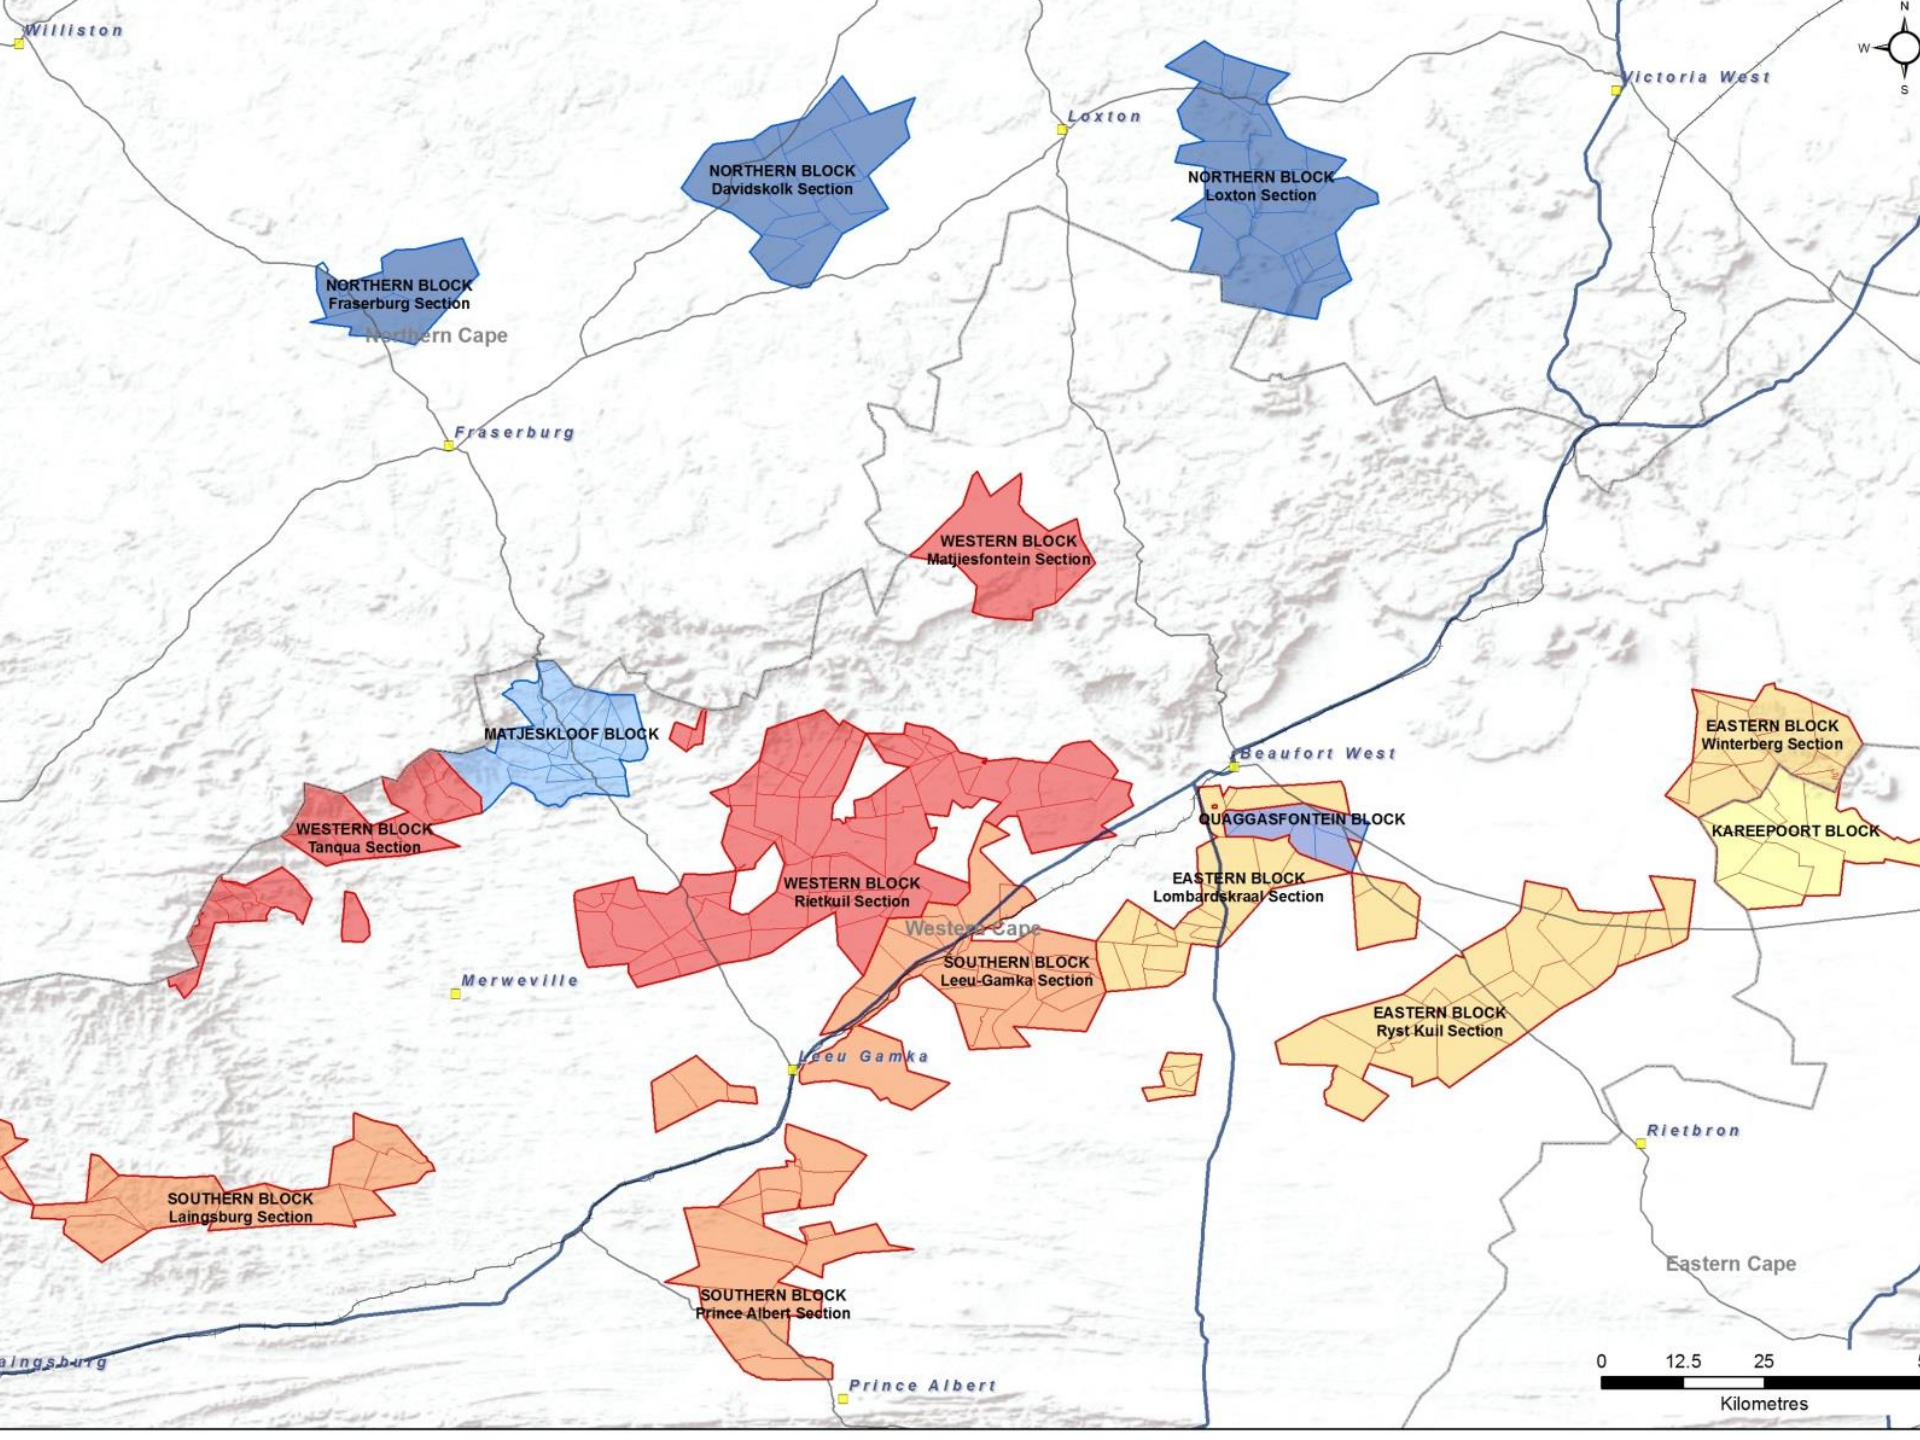 Williston
N
W
S
Victoria West
Loxton
NORTHERN BLOCK
Davidskolk Section
NORTHERN BLOCK
Loxton Section
NORTHERN BLOCK
Fraserburg Section
Northern Cape
Fraserburg
WESTERN BLOCK
Matjiesfontein Section
MATJESKLOOF BLOCK
EASTERN BLOCK
Winterberg Section
Beaufort West
QUAGGASFONTEIN BLOCK
KAREEPOORT BLOCK
WESTERN BLOCK
Tanqua Section
WESTERN BLOCK
Rietkuil Section
EASTERN BLOCK
Lombardskraal Section
Western Cape
SOUTHERN BLOCK
Leeu-Gamka Section
Merweville
EASTERN BLOCK
Ryst Kuil Section
Leeu Gamka
Rietbron
SOUTHERN BLOCK
Laingsburg Section
Eastern Cape
SOUTHERN BLOCK
Prince Albert Section
aingsburg
0 12.5 25 5
Kilometres
Prince Albert